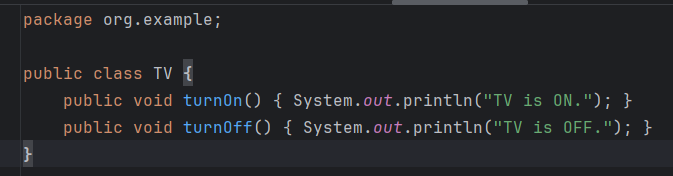 package org.example;
public class TV {
    public void turnOn() { System.out.println("TV is ON."); }
    public void turnOff() { System.out.println("TV is OFF."); }
}